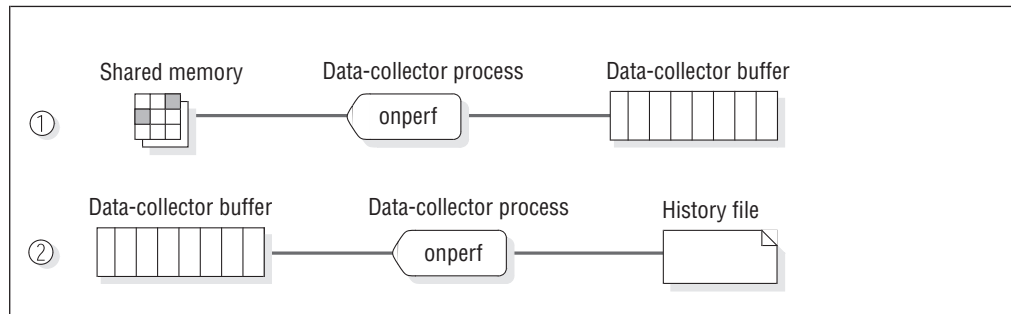 Shared memory
Data-collector process
Data-collector buffer
1
onperf
Data-collector buffer
Data-collector process
History file
2
onperf